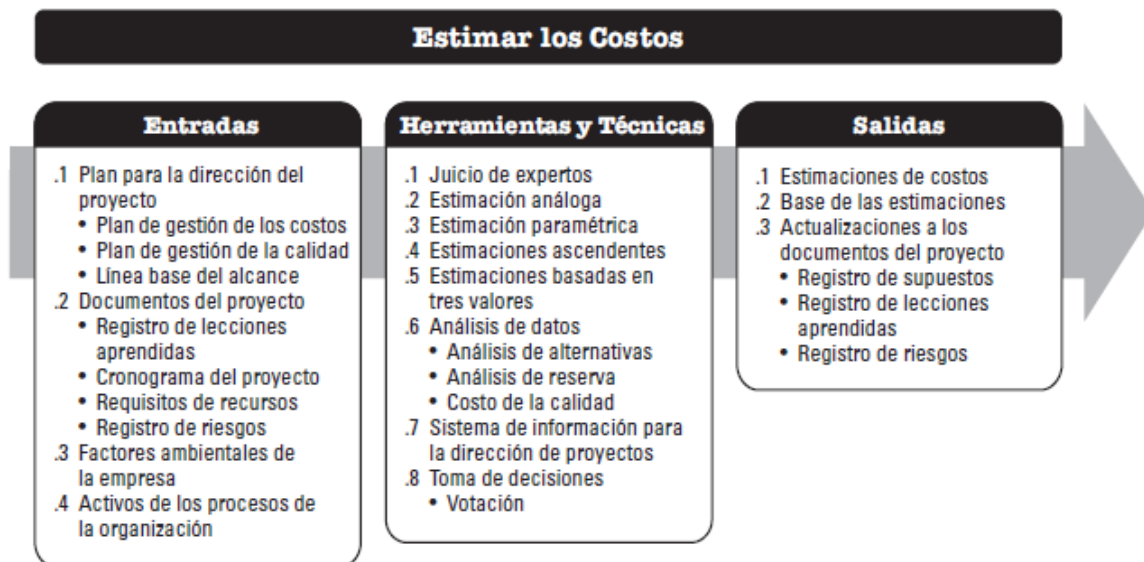 Estimar los Costos
Entradas
.1 Plan para la dirección del
proyecto
• Plan de gestión de los costos
• Plan de gestión de la calidad
• Línea base del alcance
.2 Documentos del proyecto
• Registro de lecciones
aprendidas
• Cronograma del proyecto
• Requisitos de recursos
• Registro de riesgos
.3 Factores ambientales de
la empresa
.4 Activos de los procesos de
la organización
Herramientas y Técnicas
.1 Juicio de expertos
.2 Estimación análoga
.3 Estimación paramétrica
.4 Estimaciones ascendentes
.5 Estimaciones basadas en
tres valores
.6 Análisis de datos
• Análisis de alternativas
• Análisis de reserva
• Costo de la calidad
.7 Sistema de información para
la dirección de proyectos
.8 Toma de decisiones
• Votación
Salidas
.1 Estimaciones de costos
.2 Base de las estimaciones
.3 Actualizaciones a los
documentos del proyecto
• Registro de supuestos
• Registro de lecciones
aprendidas
• Registro de riesgos